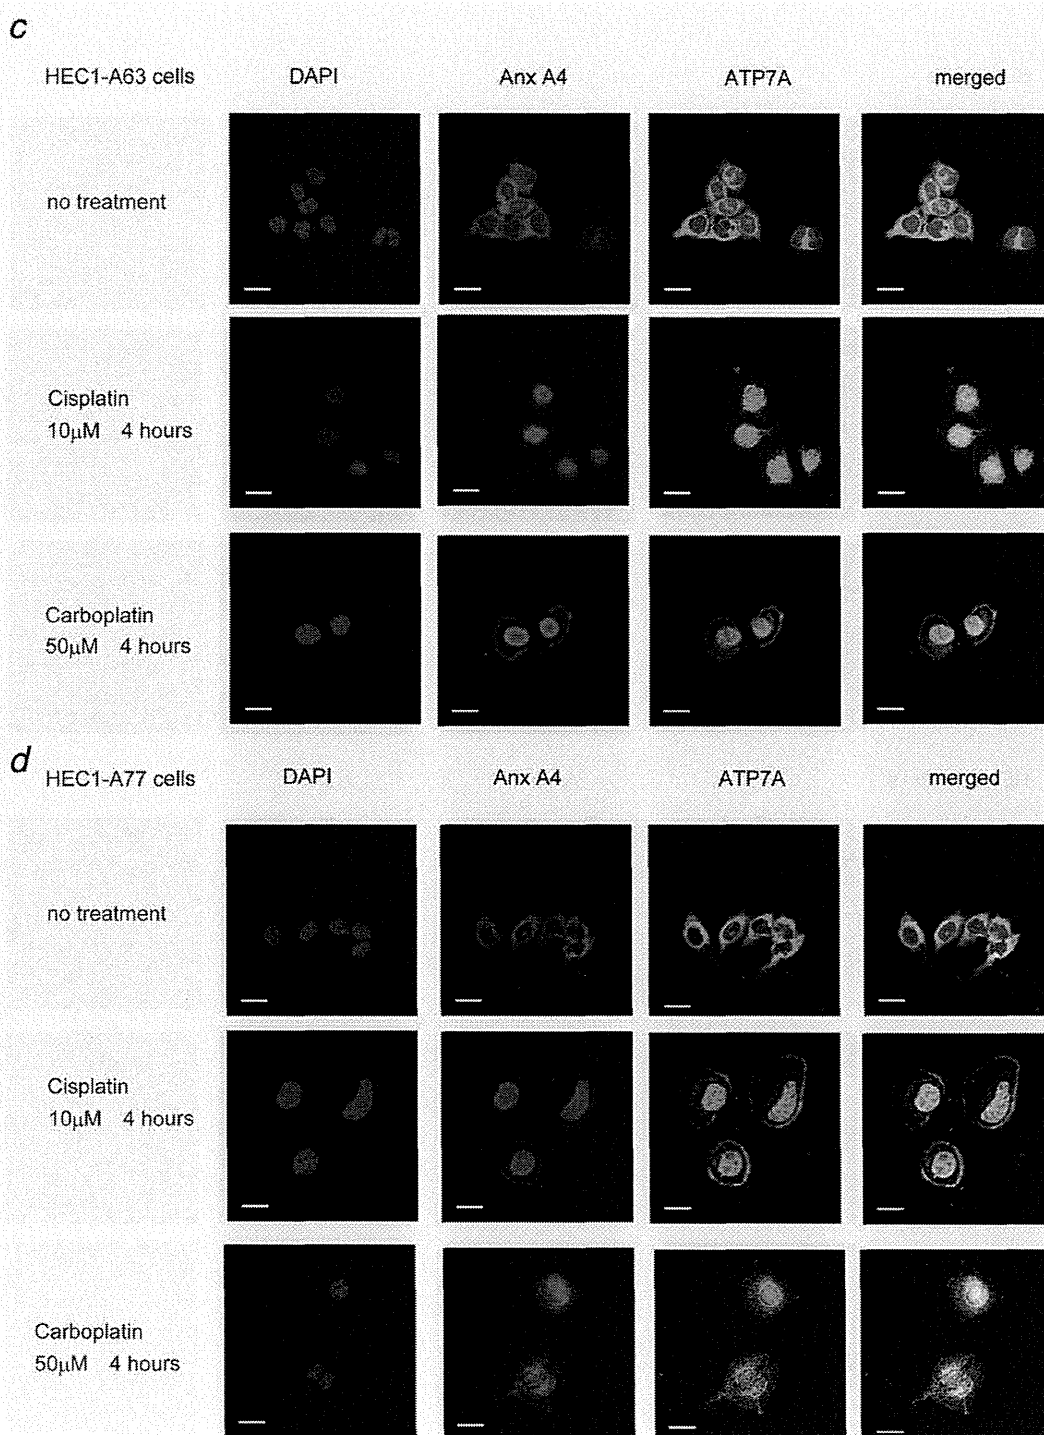 c
HEC1-A63 cells DAPI Anx A4 ATP7A merged
no treatment
Cisplatin
10μM 4 hours
Carboplatin
50μM 4 hours
d
HEC1-A77 cells DAPI Anx A4 ATP7A merged
no treatment
Cisplatin
10μM 4 hours
Carboplatin
50μM 4 hours